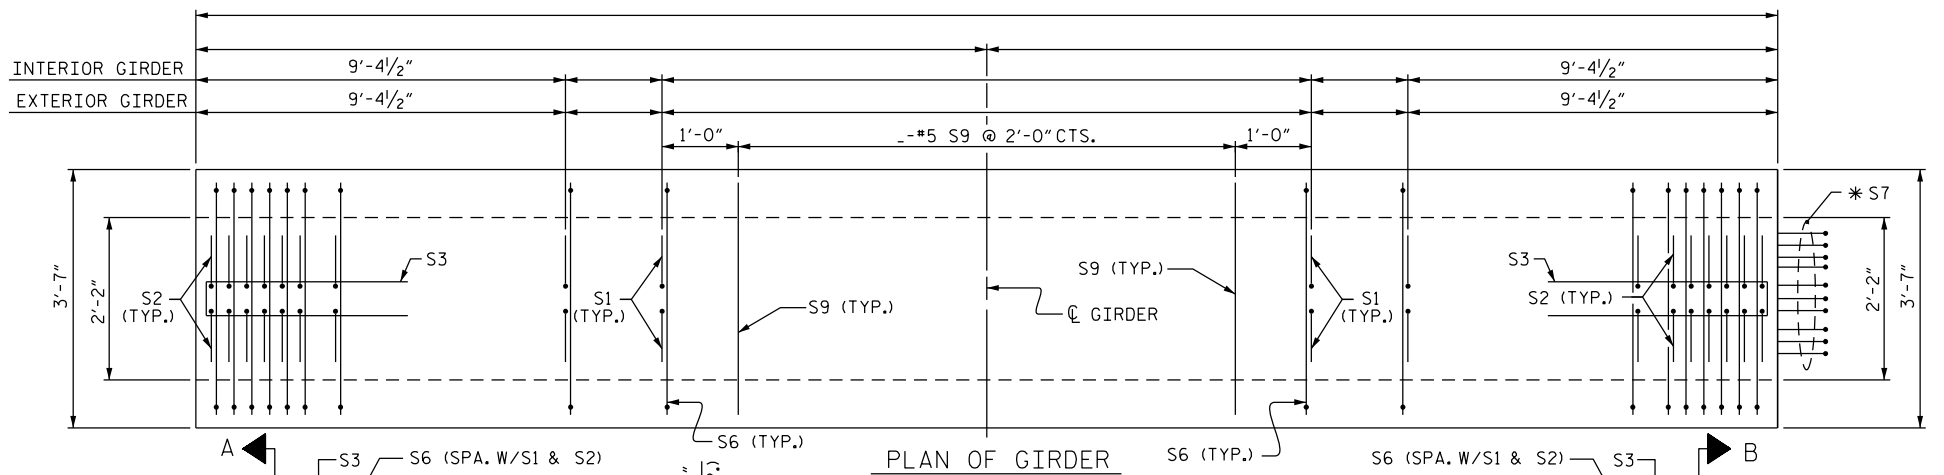 INTERIOR GIRDER 9'-4½" 9'-4½"
EXTERIOR GIRDER 9'-4½" 9'-4½"
1'-0" _-#5 S9 @ 2'-0" CTS. 1'-0"
✳ S7
S3 S9 (TYP.) S3
3'-7" 2'-2" S2 (TYP.) S1 (TYP.) S9 (TYP.) ℄ GIRDER S1 (TYP.) S2 (TYP.) 2'-2" 3'-7"
A S6 (TYP.) PLAN OF GIRDER S6 (TYP.) B
S3 S6 (SPA. W/S1 & S2) S6 (SPA. W/S1 & S2) S3